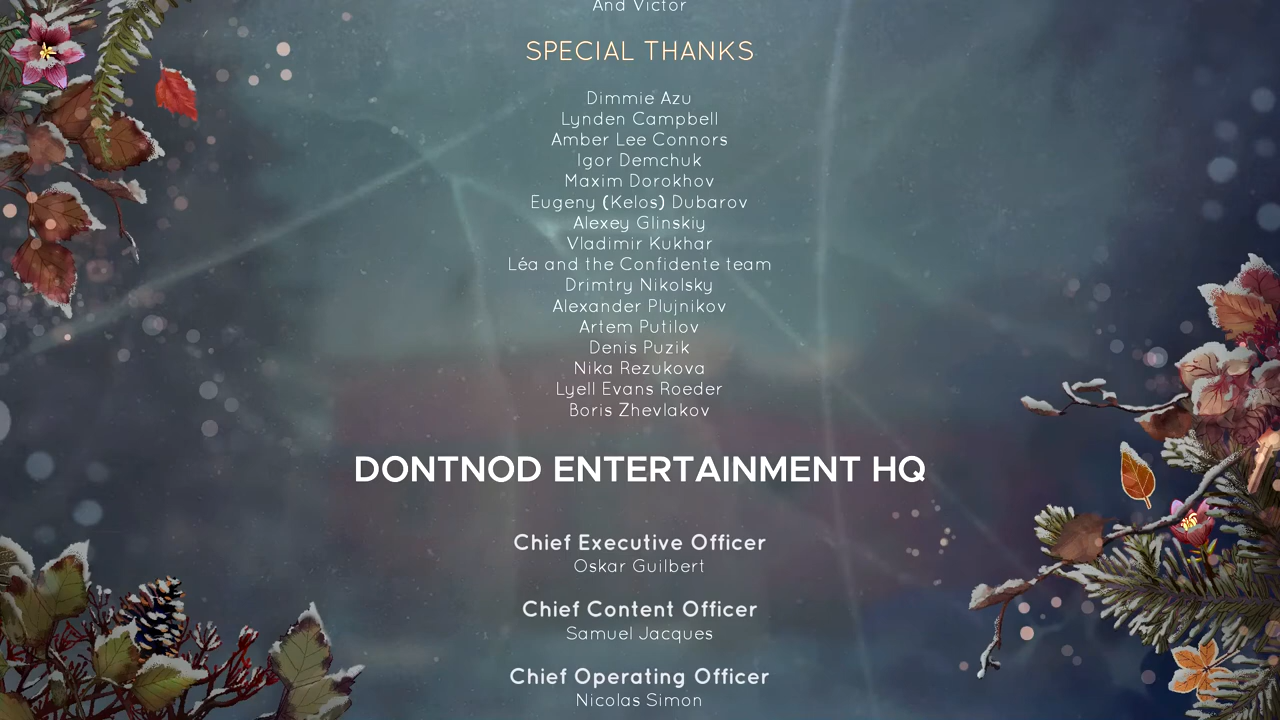 And Victor
SPECIAL THANKS
Dimmie Azu
Lynden Campbell
Amber Lee Connors
Igor Demchuk
Maxim Dorokhov
Eugeny (Kelos) Dubarov
Alexey Glinskiy
Vladimir Kukhar
Léa and the Confidente team
Drimtry Nikolsky
Alexander Plujnikov
Artem Putilov
Denis Puzik
Nika Rezukova
Lyell Evans Roeder
Boris Zhevlakov
DONTNOD ENTERTAINMENT HQ
Chief Executive Officer
Oskar Guilbert
Chief Content Officer
Samuel Jacques
Chief Operating Officer
Nicolas Simon